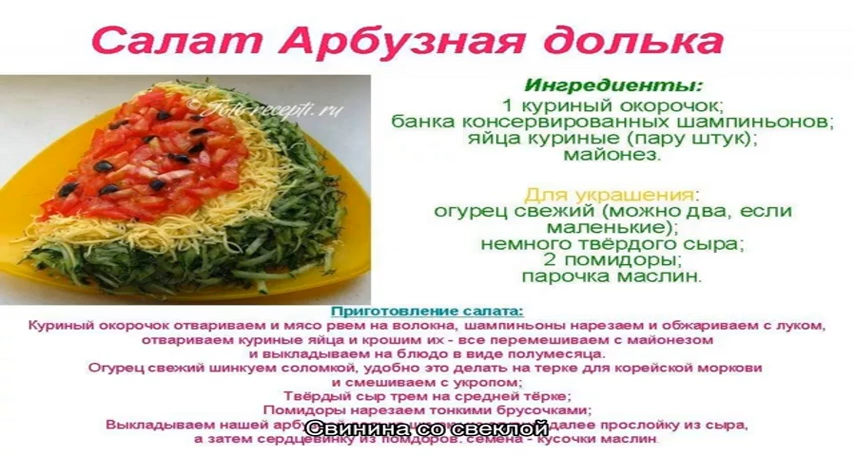 Салат Арбузная долька
Ингредиенты:
1 куриный окорочок;
банка консервированных шампиньонов;
яйца куриные (пару штук);
майонез.
Для украшения:
огурец свежий (можно два, если
маленькие);
немного твёрдого сыра;
2 помидоры;
парочка маслин.
Приготовление салата:
Куриный окорочок отвариваем и мясо рвем на волокна, шампиньоны нарезаем и обжариваем с луком,
отвариваем куриные яйца и крошим их - все перемешиваем с майонезом
и выкладываем на блюдо в виде полумесяца.
Огурец свежий шинкуем соломкой, удобно это делать на терке для корейской моркови
и смешиваем с укропом;
Твёрдый сыр трем на средней тёрке;
Помидоры нарезаем тонкими брусочками;
Выкладываем нашей далее прослойку из сыра,
Свинина со свеклой
а затем сердцевинку из помдоров. семена - кусочки маслин.